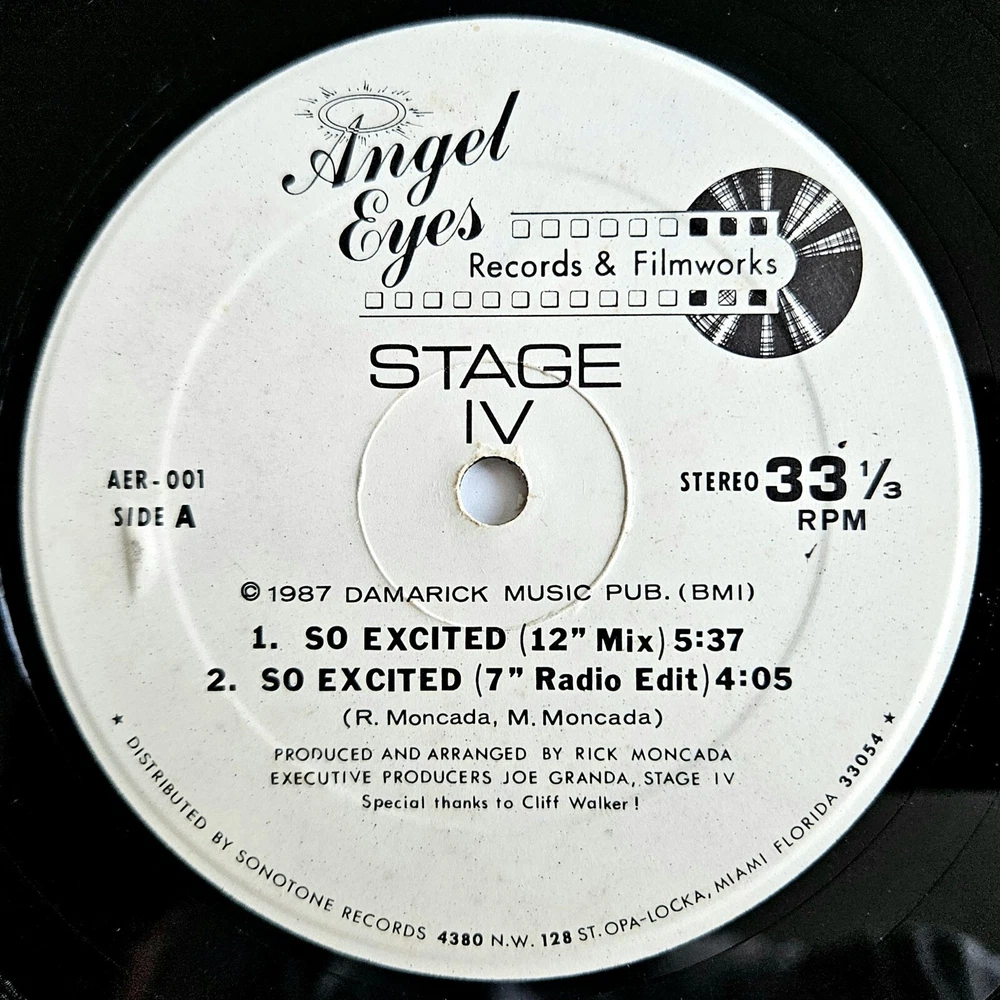 Angel
Eyes
Records & Filmworks
STAGE
IV
AER-001
SIDE A
STEREO 33 1/3
RPM
© 1987 DAMARICK MUSIC PUB. (BMI)
1. SO EXCITED (12” Mix) 5:37
2. SO EXCITED (7” Radio Edit) 4:05
(R. Moncada, M. Moncada)
PRODUCED AND ARRANGED BY RICK MONCADA
EXECUTIVE PRODUCERS JOE GRANDA, STAGE IV
Special thanks to Cliff Walker!
★ DISTRIBUTED BY SONOTONE RECORDS 4380 N.W. 128 ST. OPA-LOCKA, MIAMI FLORIDA 33054 ★